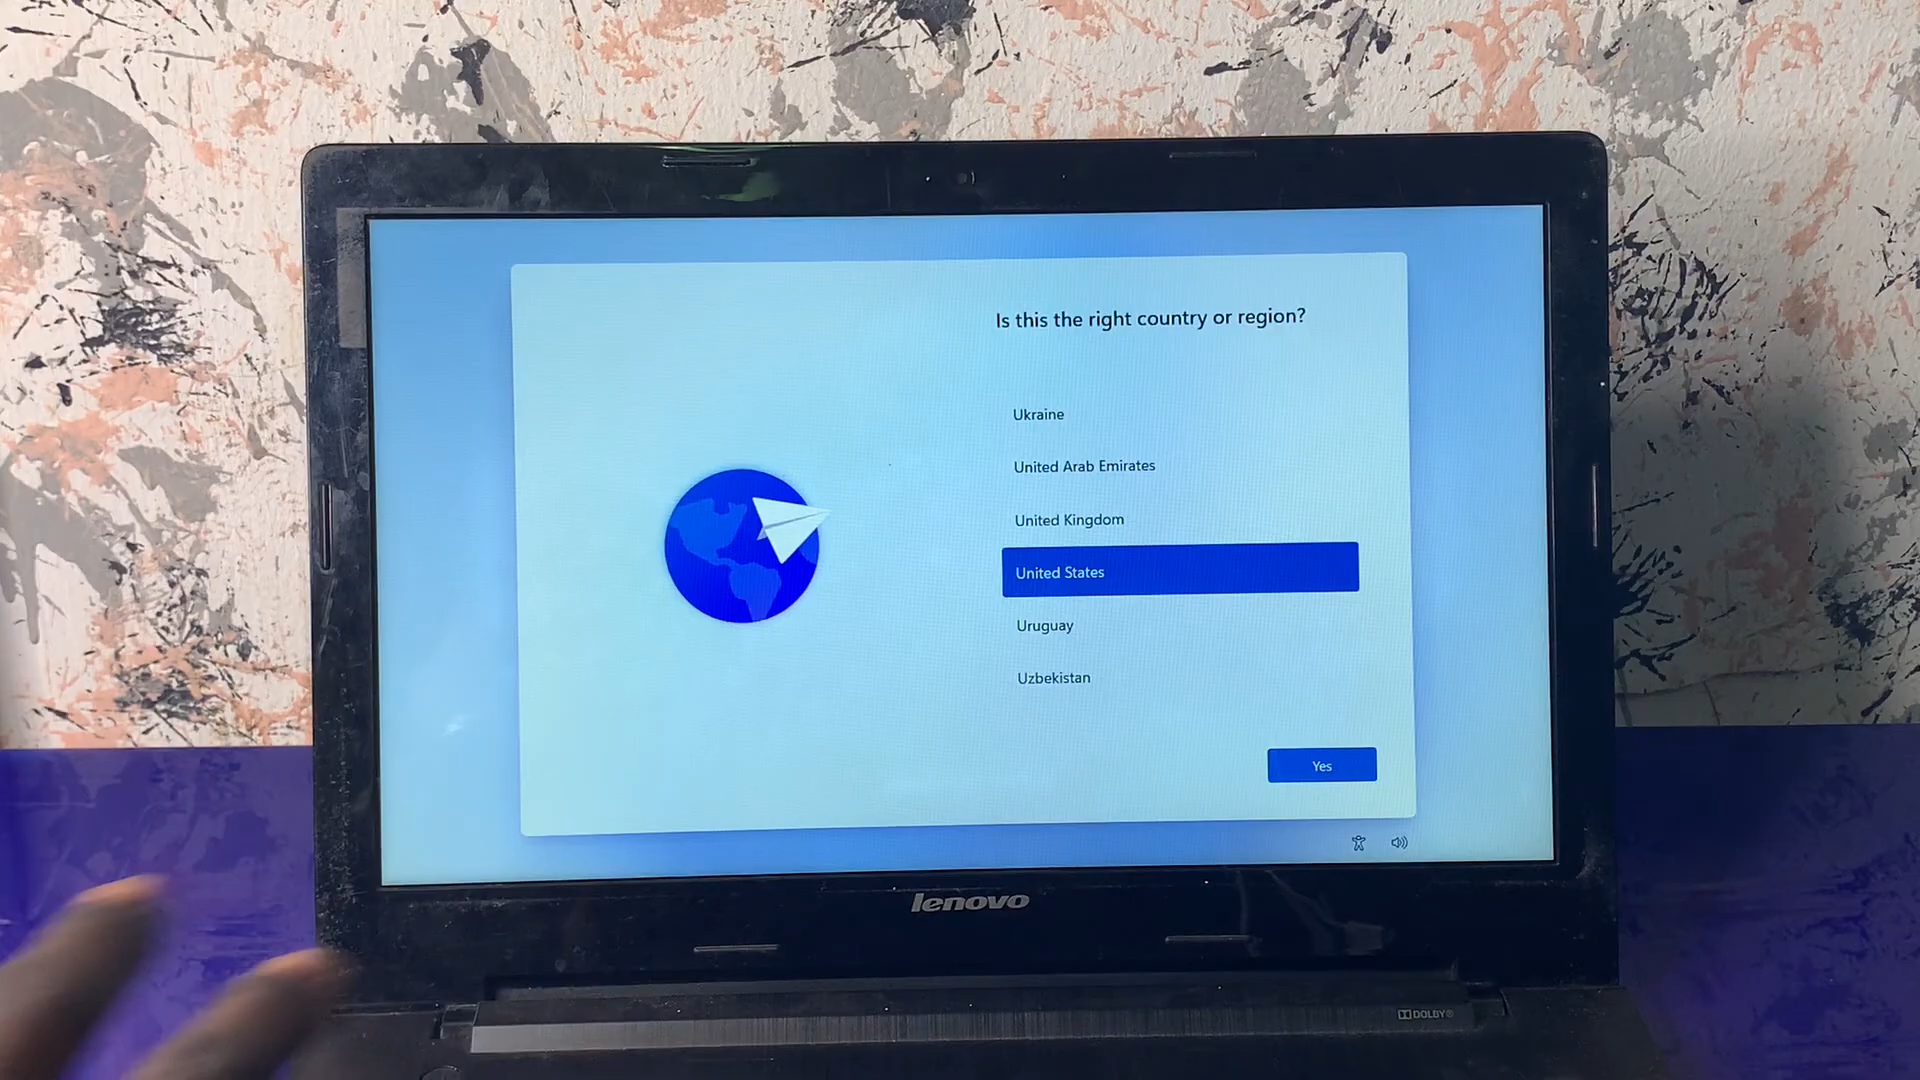 Is this the right country or region?
Ukraine
United Arab Emirates
United Kingdom
United States
Uruguay
Uzbekistan
Yes
lenovo
DOLBY